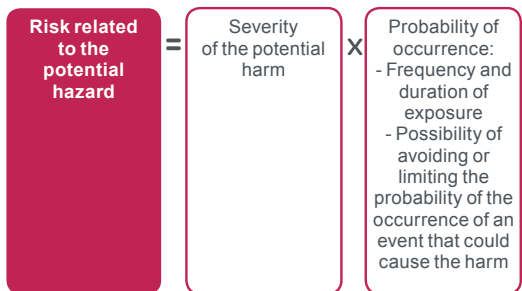 Risk related
to the
potential
hazard
=
Severity
of the potential
harm
x
Probability of
occurrence:
- Frequency and
duration of
exposure
- Possibility of
avoiding or
limiting the
probability of the
occurrence of an
event that could
cause the harm